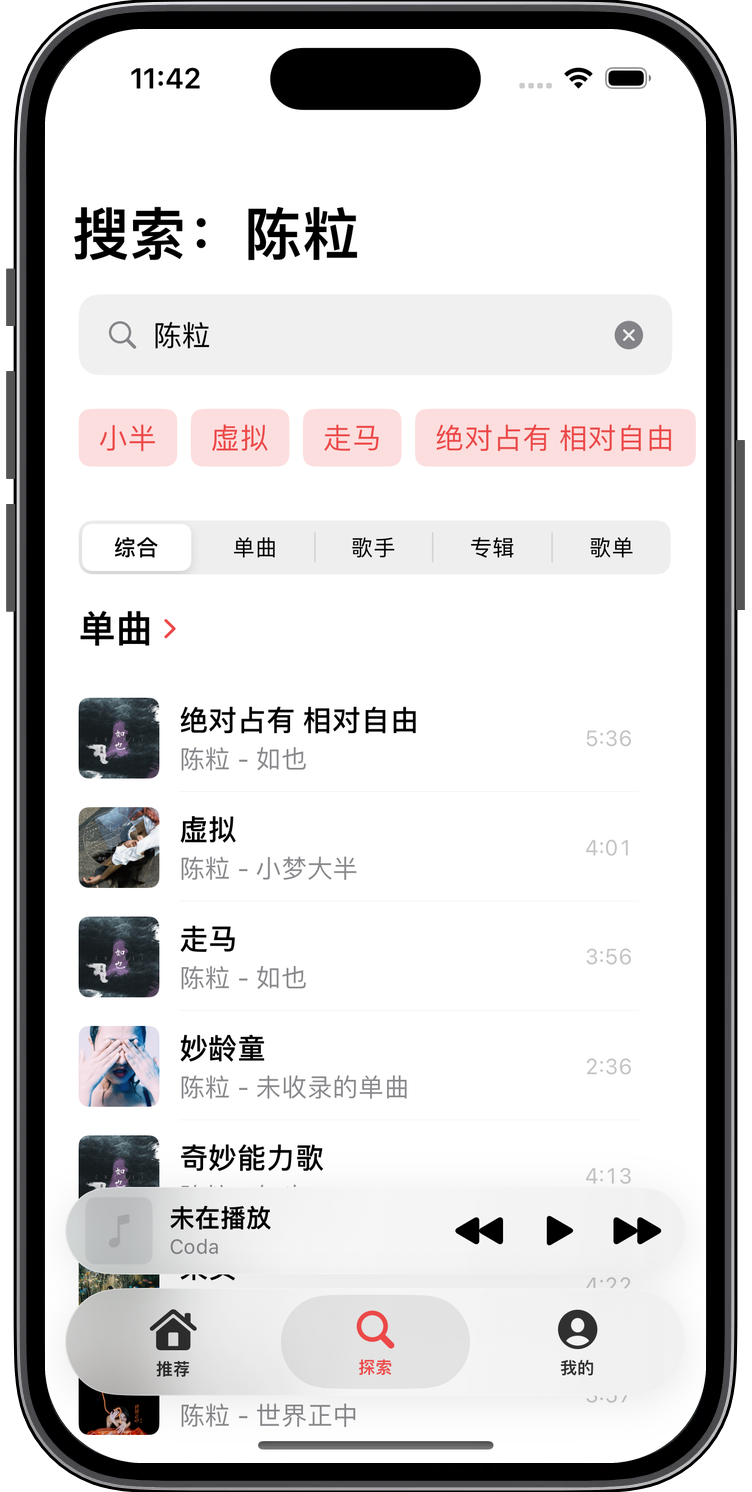 11:42
搜索：陈粒
陈粒
小半 虚拟 走马 绝对占有 相对自由
综合 单曲 歌手 专辑 歌单
单曲
绝对占有 相对自由
陈粒 - 如也
5:36
虚拟
陈粒 - 小梦大半
4:01
走马
陈粒 - 如也
3:56
妙龄童
陈粒 - 未收录的单曲
2:36
奇妙能力歌
4:13
未在播放
Coda
4:22
推荐 探索 我的
3:57
陈粒 - 世界正中